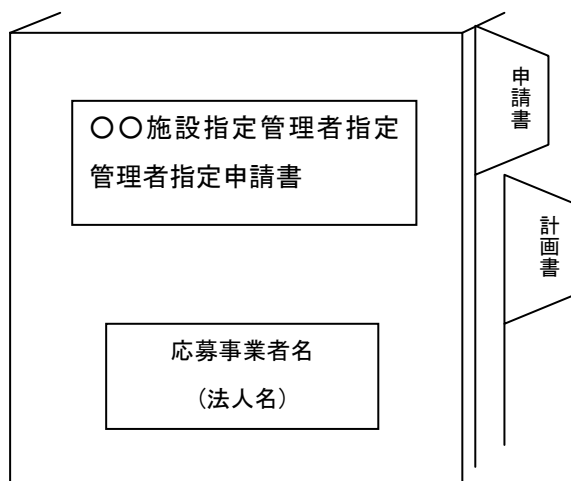 〇〇施設指定管理者指定
管理者指定申請書
応募事業者名
(法人名)
申請書
計画書